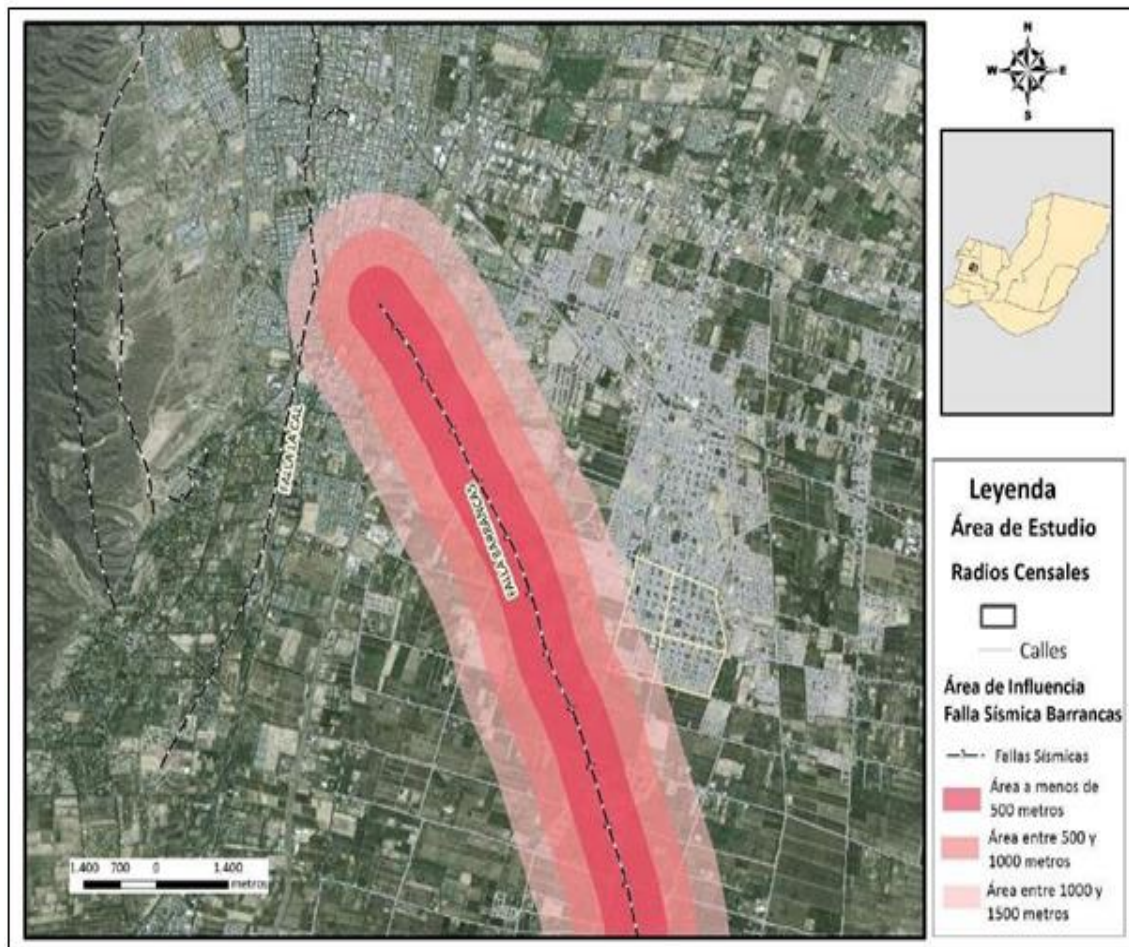 N
W E
S
FALLA LA CAL
FALLA BARRANCAS
1.400 700 0 1.400
metros
Leyenda
Área de Estudio
Radios Censales
Calles
Área de Influencia
Falla Sísmica Barrancas
Fallas Sísmicas
Área a menos de
500 metros
Área entre 500 y
1000 metros
Área entre 1000 y
1500 metros